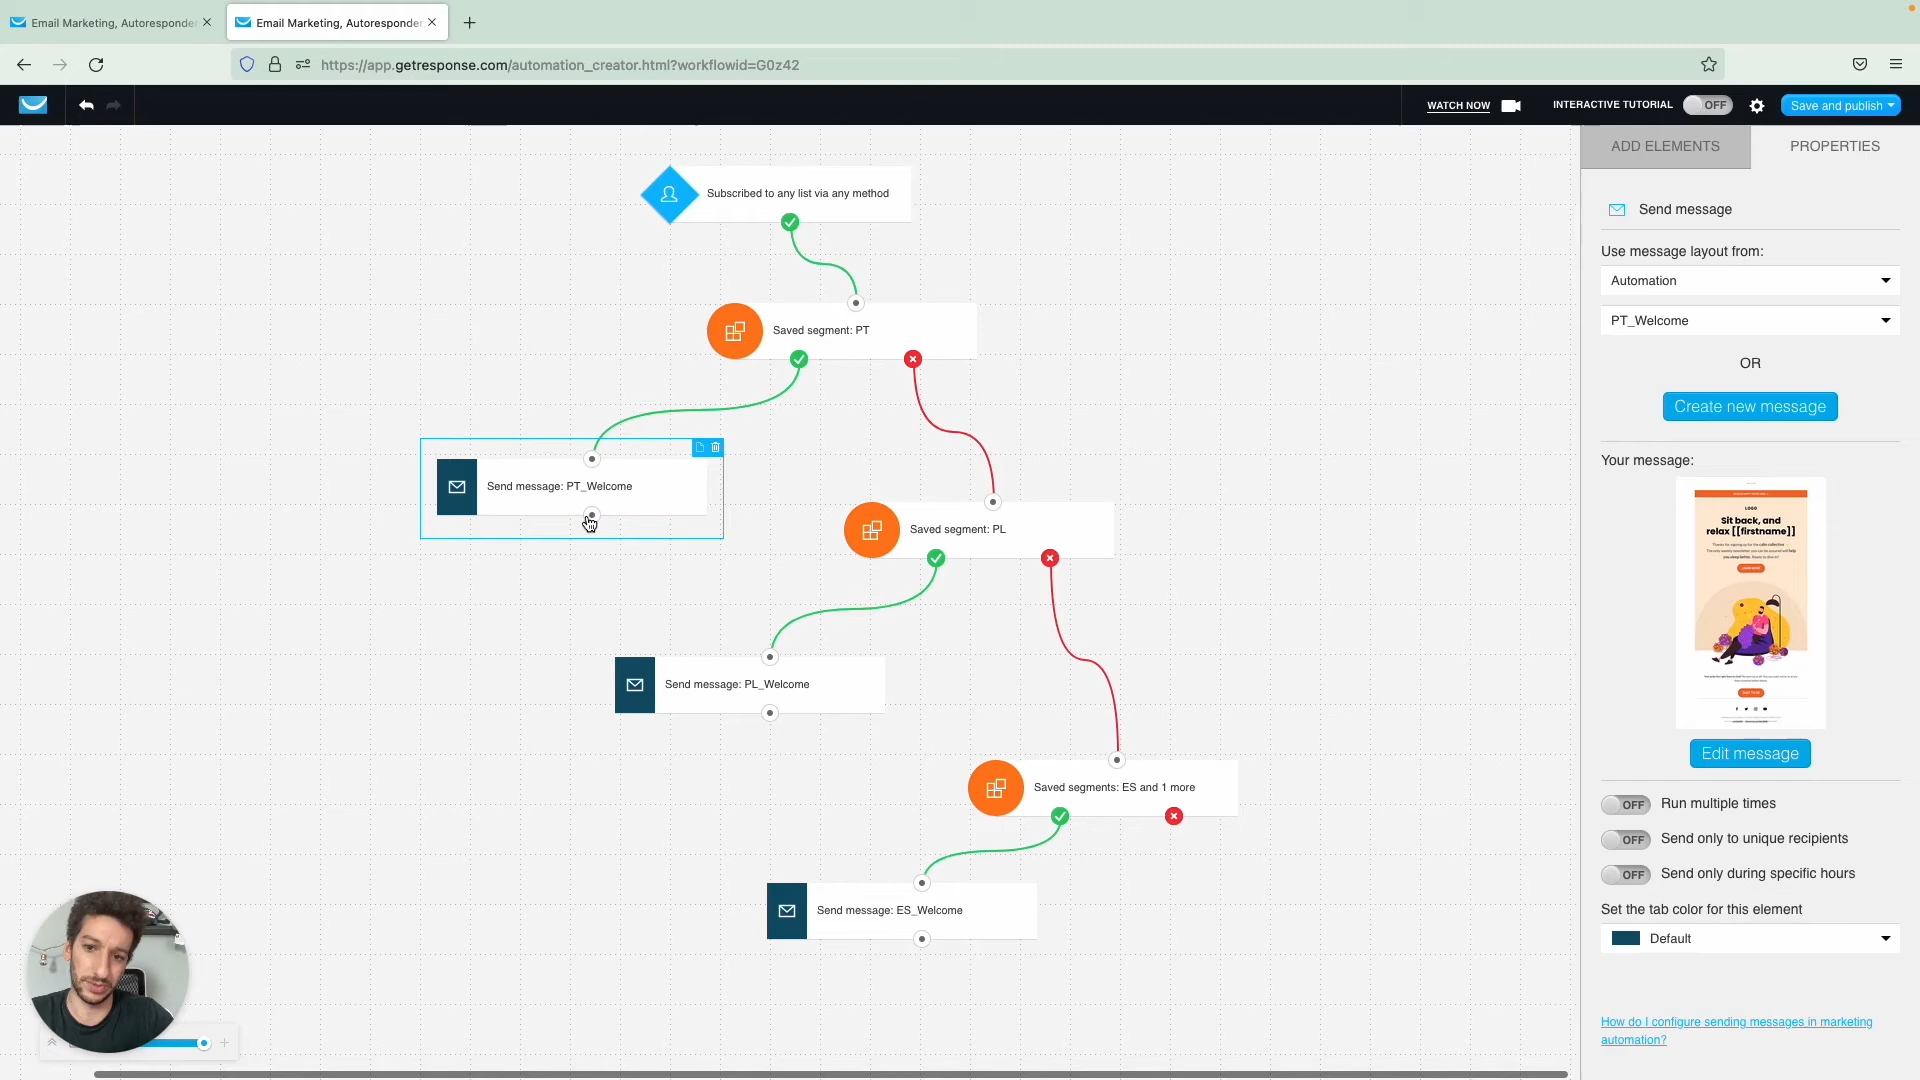 Email Marketing, Autoresponde
Email Marketing, Autoresponder
https://app.getresponse.com/automation_creator.html?workflowid=G0z42
WATCH NOW
INTERACTIVE TUTORIAL
OFF
Save and publish
ADD ELEMENTS
PROPERTIES
Subscribed to any list via any method
Saved segment: PT
Send message: PT_Welcome
Saved segment: PL
Send message: PL_Welcome
Saved segments: ES and 1 more
Send message: ES_Welcome
Send message
Use message layout from:
Automation
PT_Welcome
OR
Create new message
Your message:
LOGO
Sit back, and
relax [[firstname]]
Edit message
OFF Run multiple times
OFF Send only to unique recipients
OFF Send only during specific hours
Set the tab color for this element
Default
How do I configure sending messages in marketing
automation?